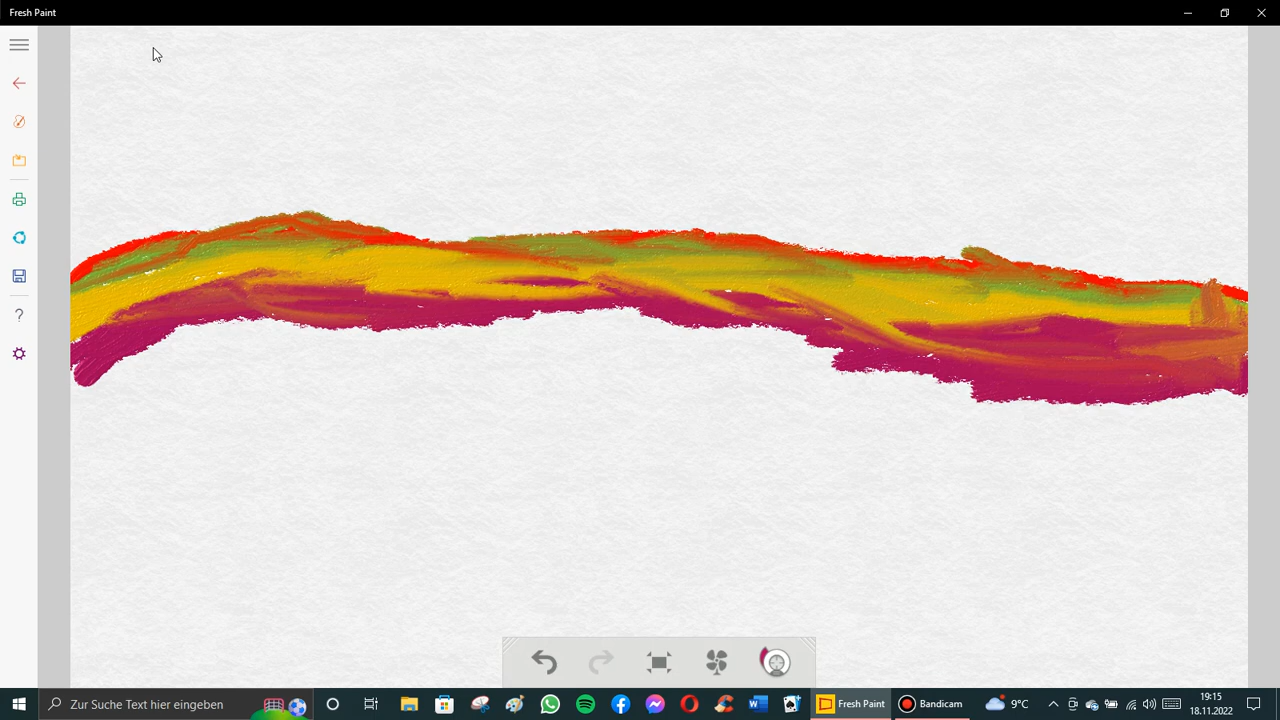 Fresh Paint
?
Zur Suche Text hier eingeben
Fresh Paint
Bandicam
9°C
19:15
18.11.2022